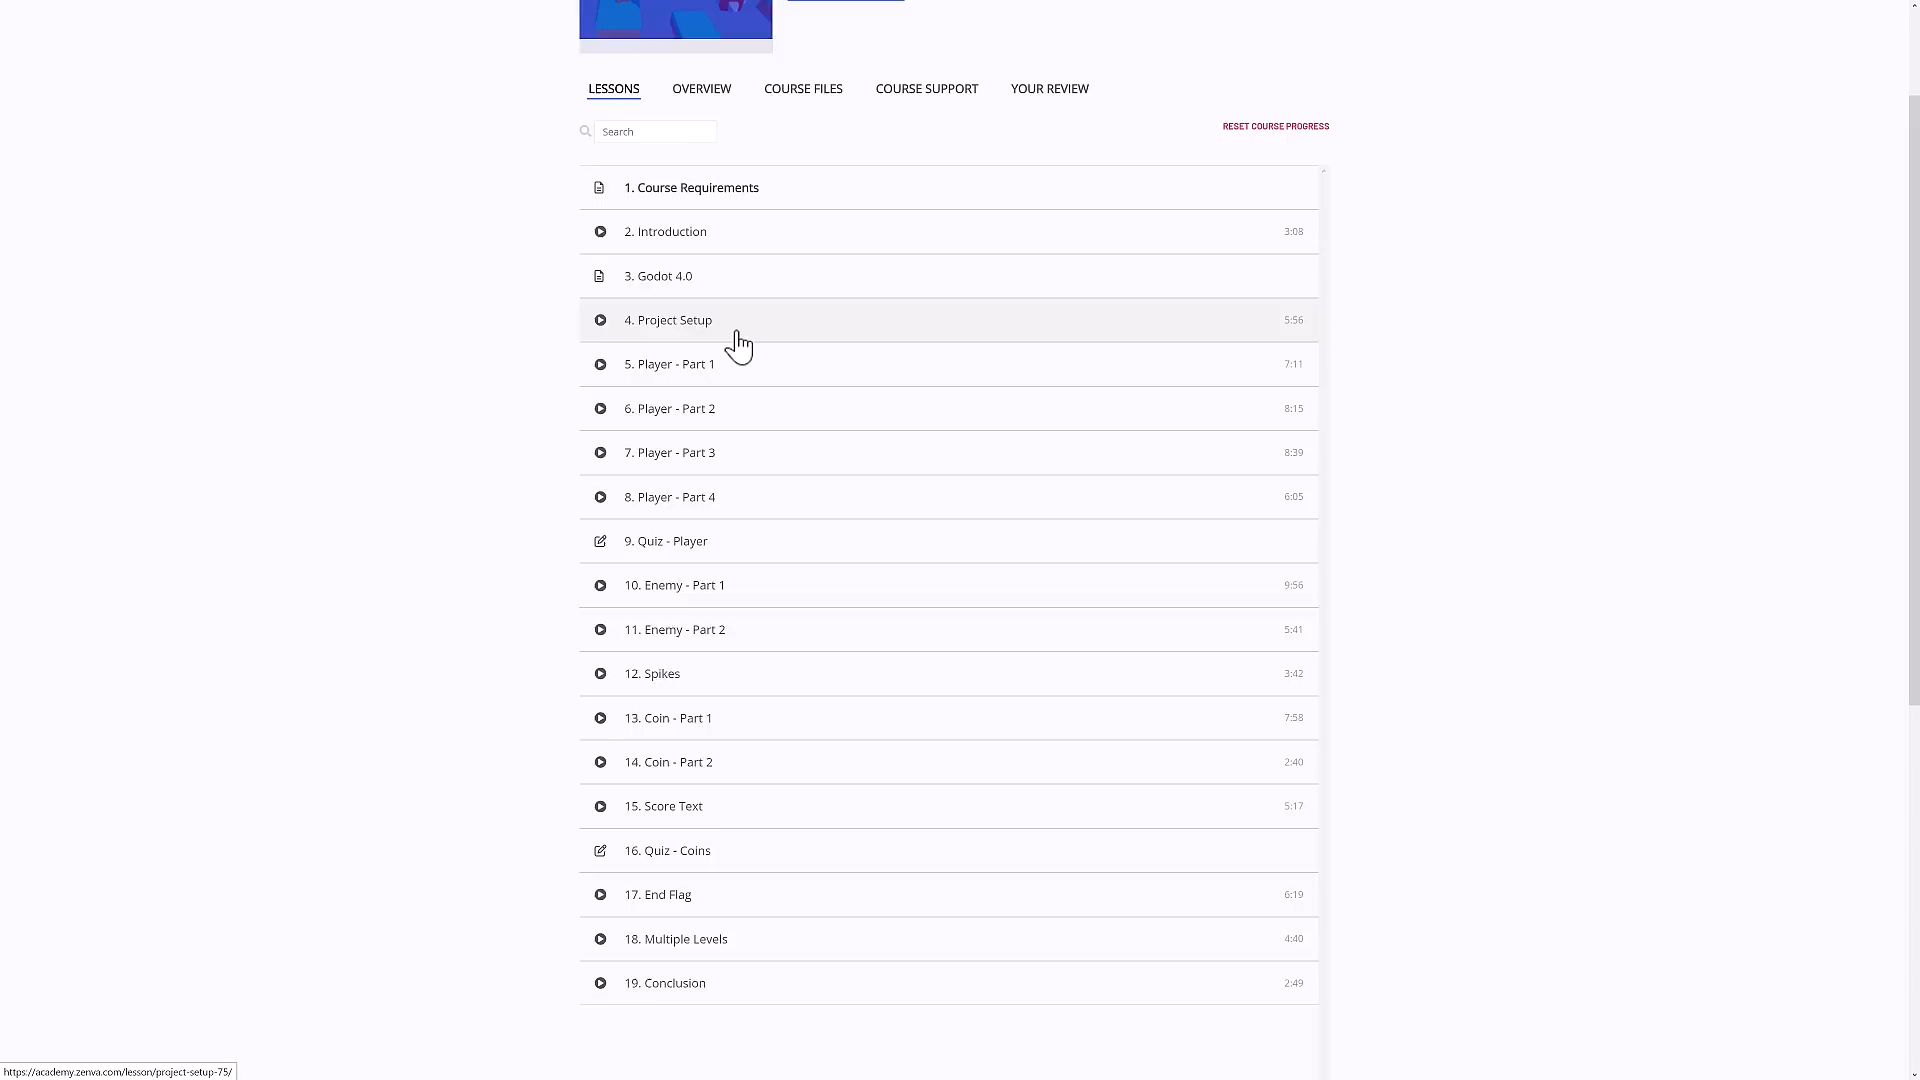 LESSONS OVERVIEW COURSE FILES COURSE SUPPORT YOUR REVIEW
Search
RESET COURSE PROGRESS
1. Course Requirements
2. Introduction 3:08
3. Godot 4.0
4. Project Setup 5:56
5. Player - Part 1 7:11
6. Player - Part 2 8:15
7. Player - Part 3 8:39
8. Player - Part 4 6:05
9. Quiz - Player
10. Enemy - Part 1 9:56
11. Enemy - Part 2 5:41
12. Spikes 3:42
13. Coin - Part 1 7:58
14. Coin - Part 2 2:40
15. Score Text 5:17
16. Quiz - Coins
17. End Flag 6:19
18. Multiple Levels 4:40
19. Conclusion 2:49
https://academy.zenva.com/lesson/project-setup-75/